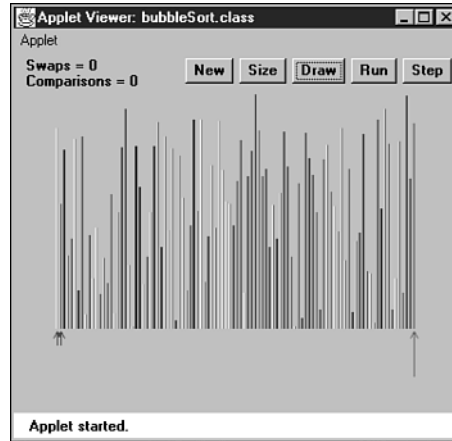 Applet Viewer: bubbleSort.class
Applet
Swaps = 0
Comparisons = 0
New Size Draw Run Step
Applet started.